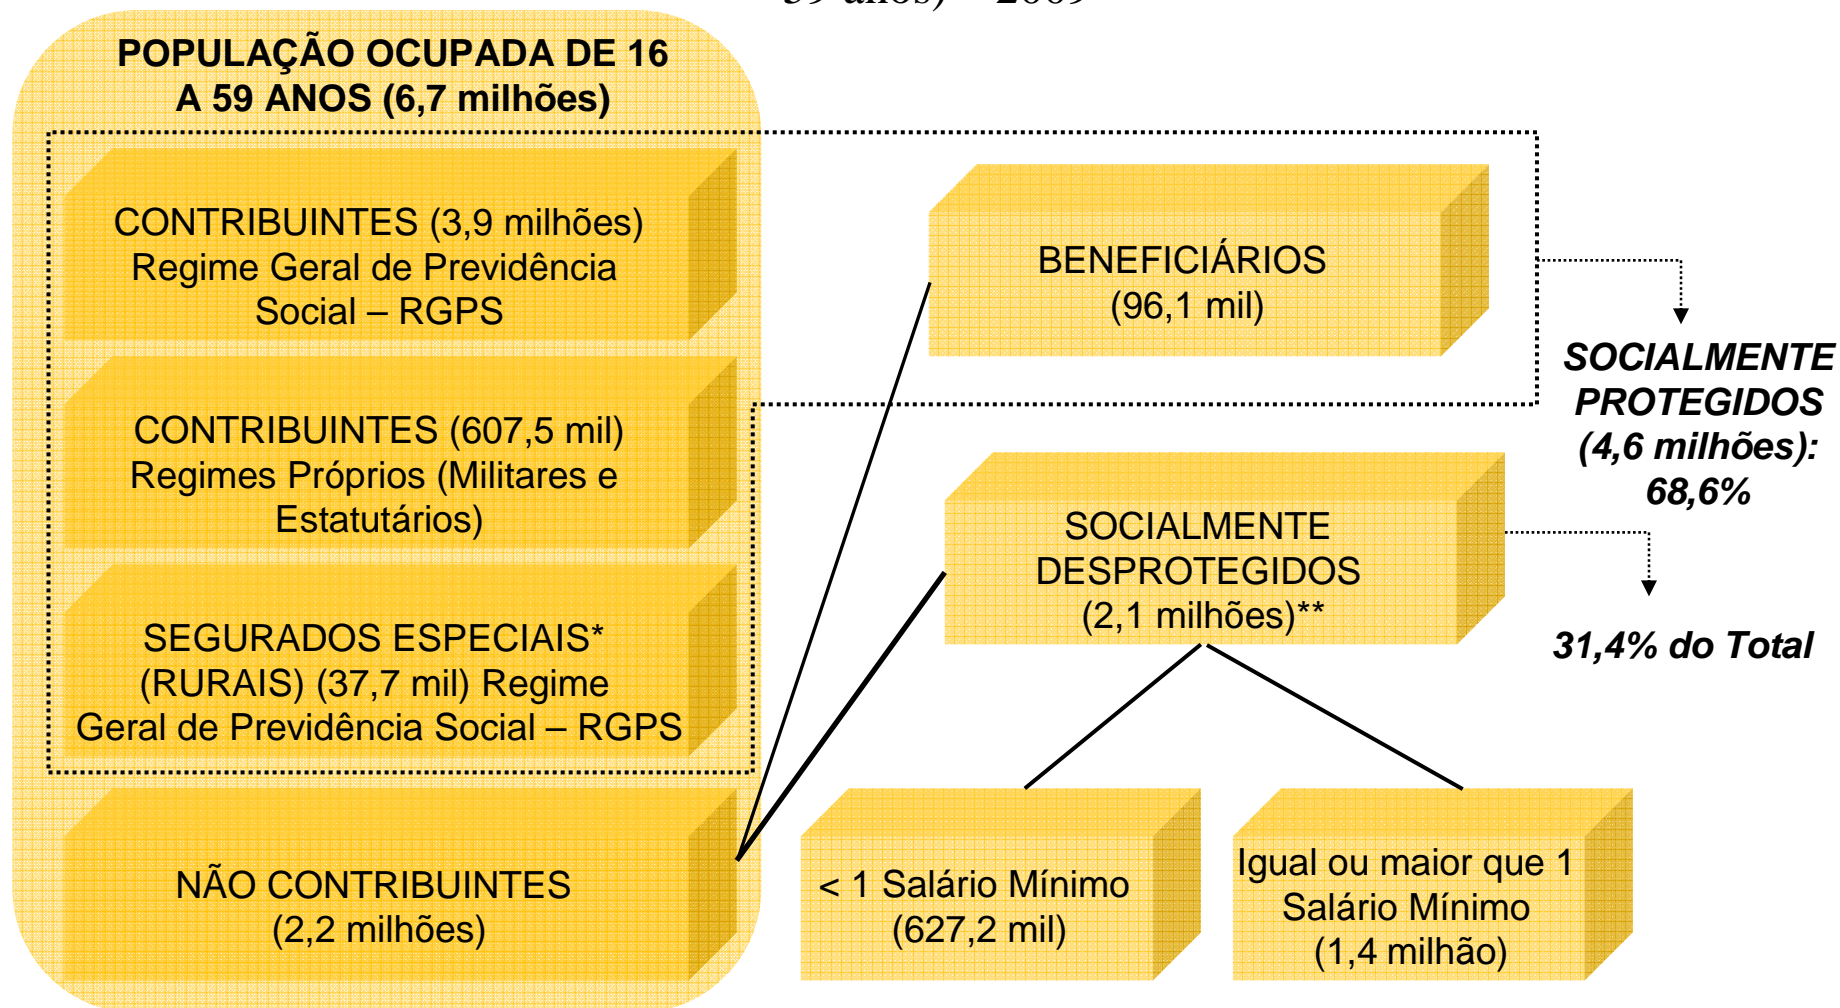 59 anos) – 2009
POPULAÇÃO OCUPADA DE 16
A 59 ANOS (6,7 milhões)
CONTRIBUINTES (3,9 milhões)
Regime Geral de Previdência
Social – RGPS
CONTRIBUINTES (607,5 mil)
Regimes Próprios (Militares e
Estatutários)
SEGURADOS ESPECIAIS*
(RURAIS) (37,7 mil) Regime
Geral de Previdência Social – RGPS
NÃO CONTRIBUINTES
(2,2 milhões)
BENEFICIÁRIOS
(96,1 mil)
SOCIALMENTE
DESPROTEGIDOS
(2,1 milhões)**
< 1 Salário Mínimo
(627,2 mil)
Igual ou maior que 1
Salário Mínimo
(1,4 milhão)
SOCIALMENTE
PROTEGIDOS
(4,6 milhões):
68,6%
31,4% do Total